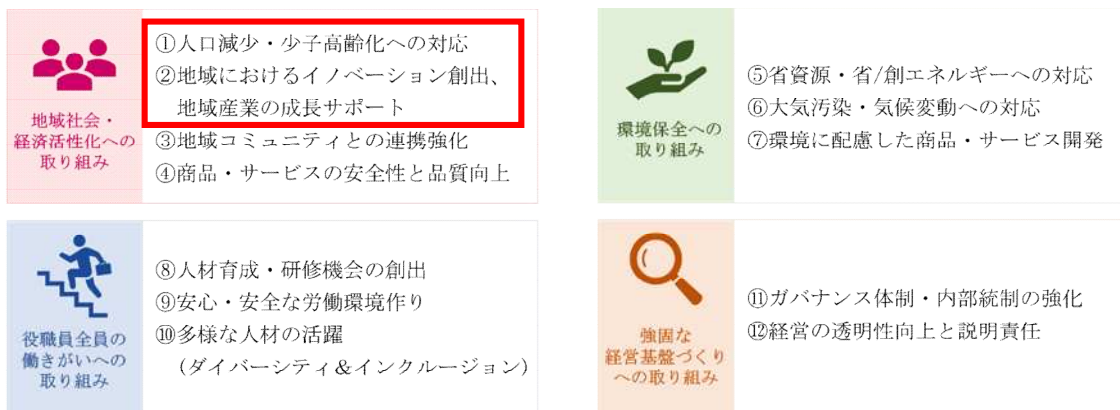 地域社会・
経済活性化への
取り組み
①人口減少・少子高齢化への対応
②地域におけるイノベーション創出、
地域産業の成長サポート
③地域コミュニティとの連携強化
④商品・サービスの安全性と品質向上
環境保全への
取り組み
⑤省資源・省/創エネルギーへの対応
⑥大気汚染・気候変動への対応
⑦環境に配慮した商品・サービス開発
役職員全員の
働きがいへの
取り組み
⑧人材育成・研修機会の創出
⑨安心・安全な労働環境作り
⑩多様な人材の活躍
（ダイバーシティ＆インクルージョン）
強固な
経営基盤づくり
への取り組み
⑪ガバナンス体制・内部統制の強化
⑫経営の透明性向上と説明責任